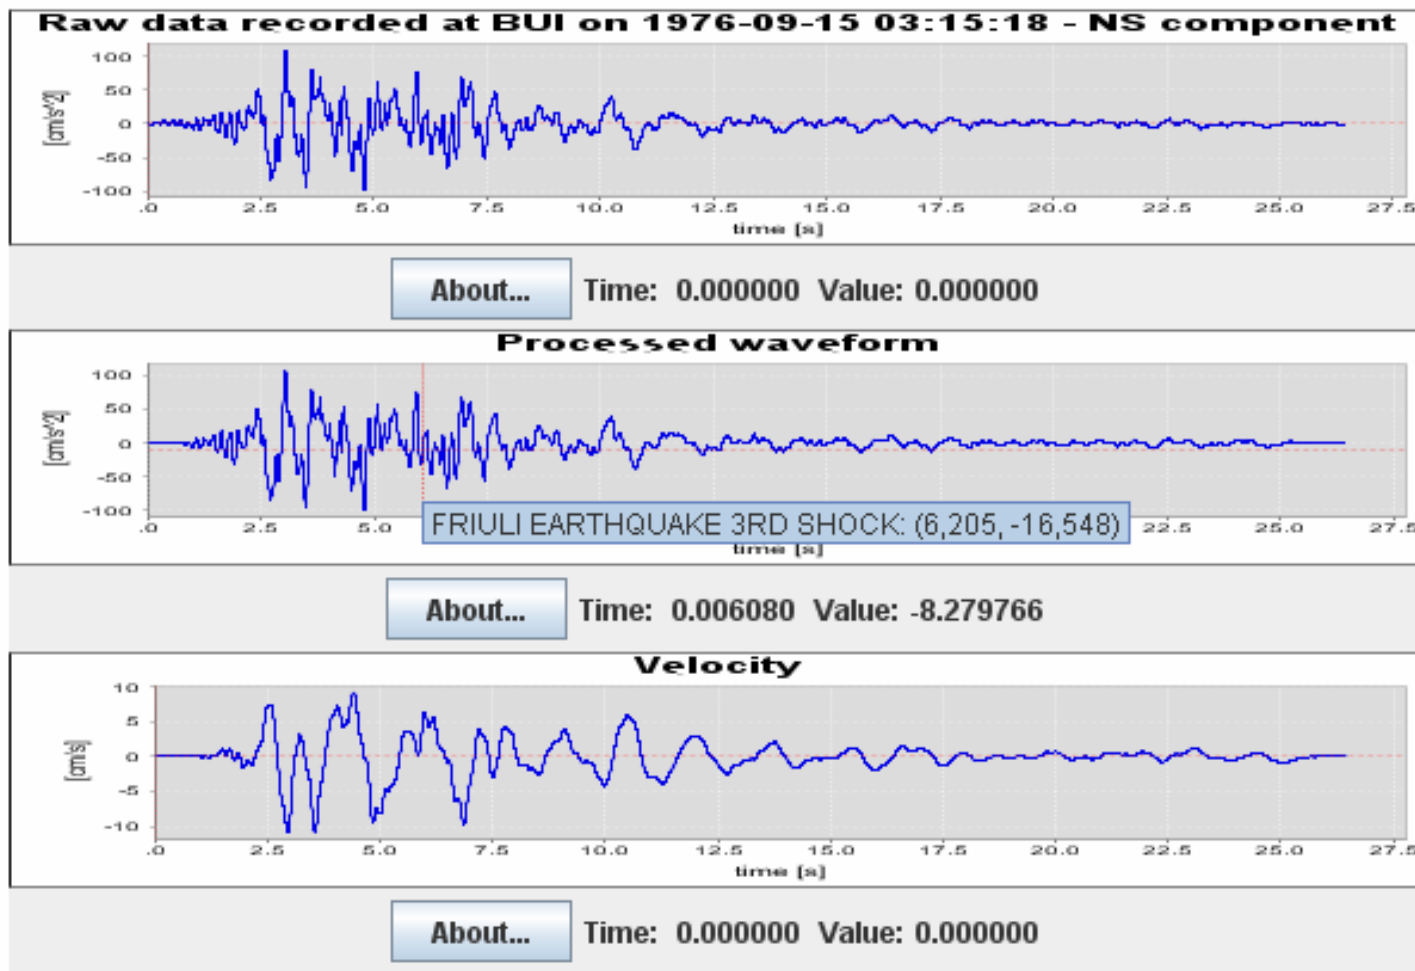 Raw data recorded at BUI on 1976-09-15 03:15:18 - NS component
100
50
0
-50
-100
[cm/s^2]
.0 2.5 5.0 7.5 10.0 12.5 15.0 17.5 20.0 22.5 25.0 27.5
time [s]
About... Time: 0.000000 Value: 0.000000
Processed waveform
100
50
0
-50
-100
[cm/s^2]
.0 2.5 5.0 22.5 25.0 27.5
FRIULI EARTHQUAKE 3RD SHOCK: (6,205, -16,548)
time [s]
About... Time: 0.006080 Value: -8.279766
Velocity
10
5
0
-5
-10
[cm/s]
.0 2.5 5.0 7.5 10.0 12.5 15.0 17.5 20.0 22.5 25.0 27.5
time [s]
About... Time: 0.000000 Value: 0.000000